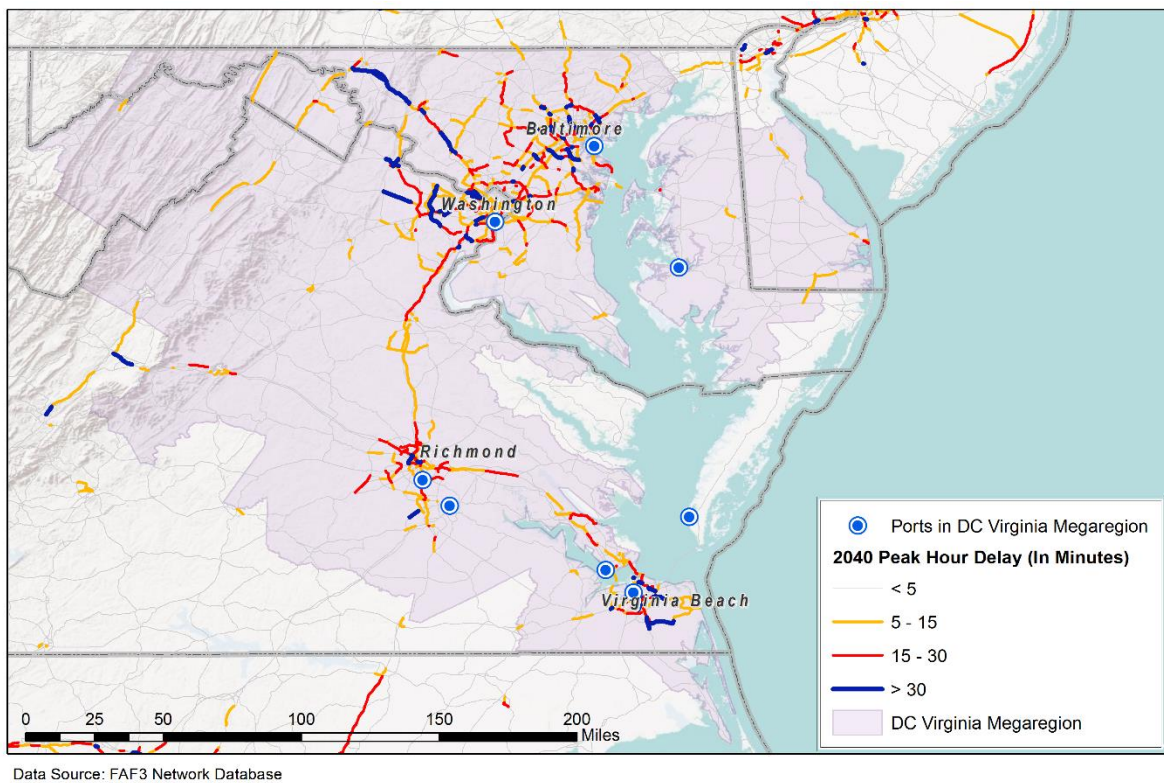 Baltimore
Washington
Richmond
Virginia Beach
Ports in DC Virginia Megaregion
2040 Peak Hour Delay (In Minutes)
< 5
5 - 15
15 - 30
> 30
DC Virginia Megaregion
0 25 50 100 150 200
Miles
Data Source: FAF3 Network Database